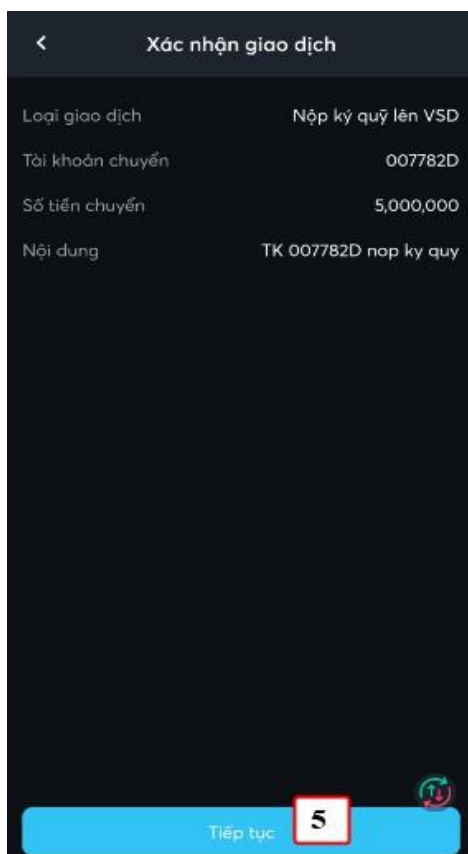 Xác nhận giao dịch
Loại giao dịch Nộp ký quỹ lên VSD
Tài khoản chuyển 007782D
Số tiền chuyển 5,000,000
Nội dung TK 007782D nop ky quy
Tiếp tục 5